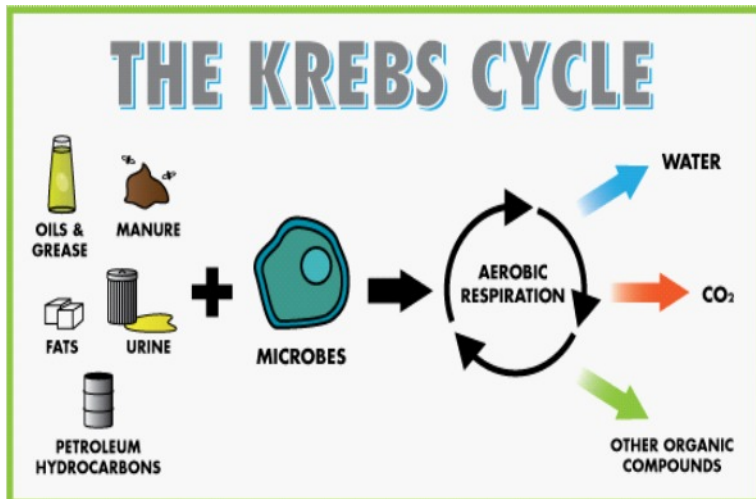 THE KREBS CYCLE
OILS &
GREASE
MANURE
FATS
URINE
PETROLEUM
HYDROCARBONS
MICROBES
AEROBIC
RESPIRATION
WATER
CO₂
OTHER ORGANIC
COMPOUNDS